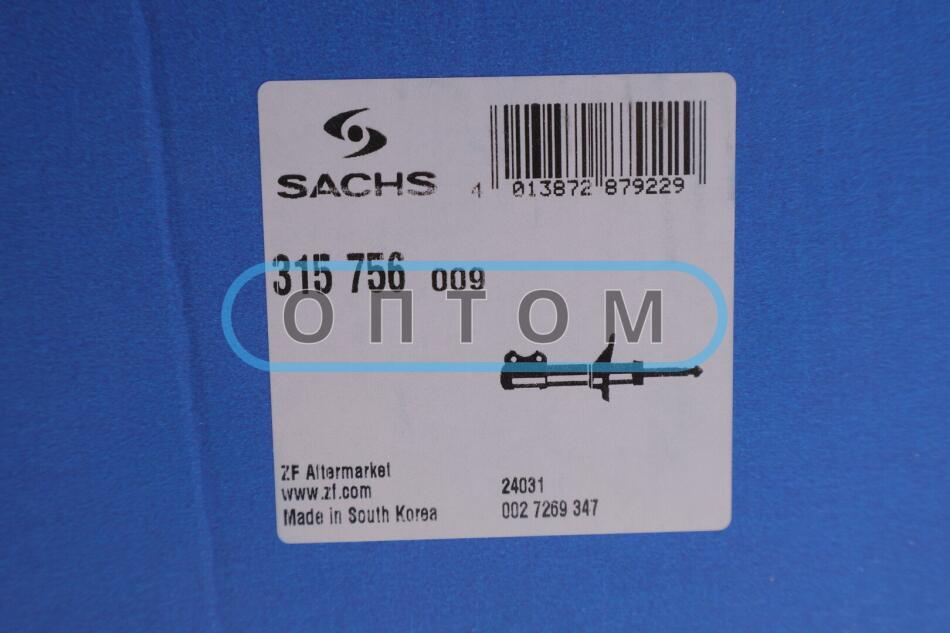 SACHS
4 013872 879229
315 756 009
ОПТОМ
ZF Aftermarket
www.zf.com
Made in South Korea
24031
002 7269 347